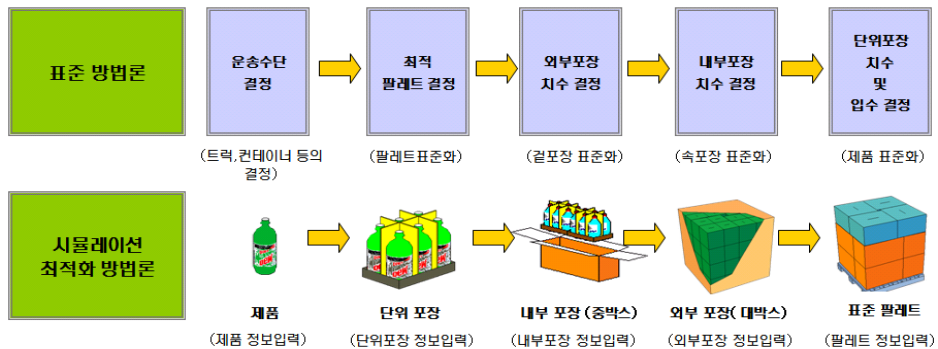 표준 방법론
운송수단
결정
최적
팔레트 결정
외부포장
치수 결정
내부포장
치수 결정
단위포장
치수
및
입수 결정
(트럭,컨테이너 등의
결정)
(팔레트표준화)
(겉포장 표준화)
(속포장 표준화)
(제품 표준화)
시뮬레이션
최적화 방법론
제품
단위 포장
내부 포장 (중박스)
외부 포장( 대박스)
표준 팔레트
(제품 정보입력)
(단위포장 정보입력)
(내부포장 정보입력)
(외부포장 정보입력)
(팔레트 정보입력)